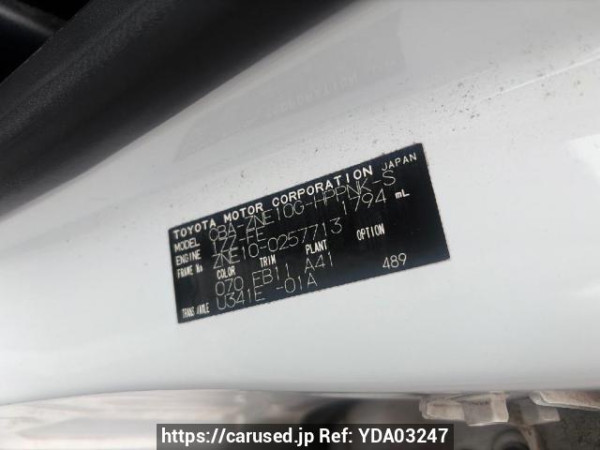 TOYOTA MOTOR CORPORATION JAPAN
MODEL CBA-ZNE10G-HPPNK-S
ENGINE 1ZZ-FE 1794 mL
FRAME No. ZNE10-0257713
COLOR TRIM PLANT OPTION
070 EB11 A41 489
TRANS AXLE U341E -01A
https://carused.jp Ref: YDA03247